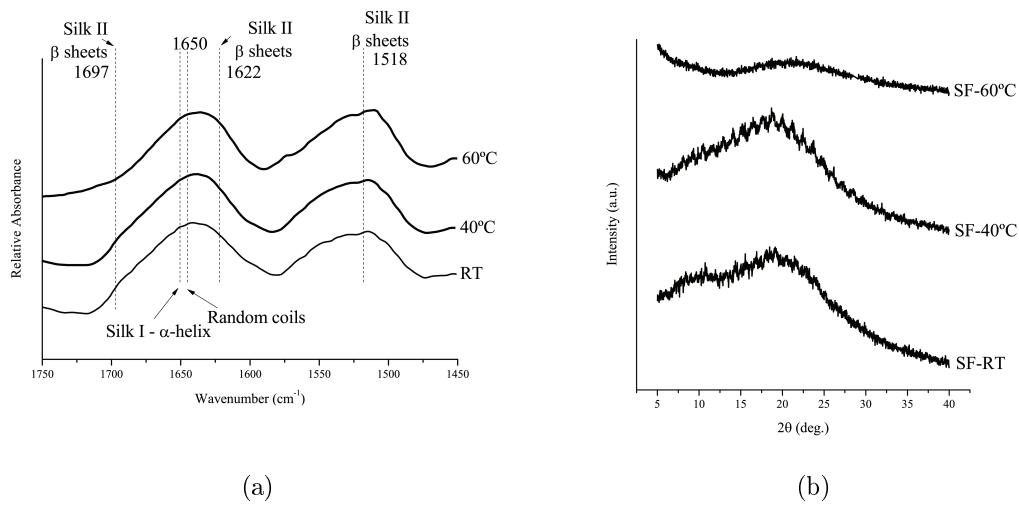 Silk II
β sheets
1697
1650
Silk II
β sheets
1622
Silk II
β sheets
1518
60ºC
40ºC
RT
Silk I - α-helix
Random coils
Relative Absorbance
1750 1700 1650 1600 1550 1500 1450
Wavenumber (cm⁻¹)
(a)
SF-60ºC
SF-40ºC
SF-RT
Intensity (a.u.)
5 10 15 20 25 30 35 40
2θ (deg.)
(b)